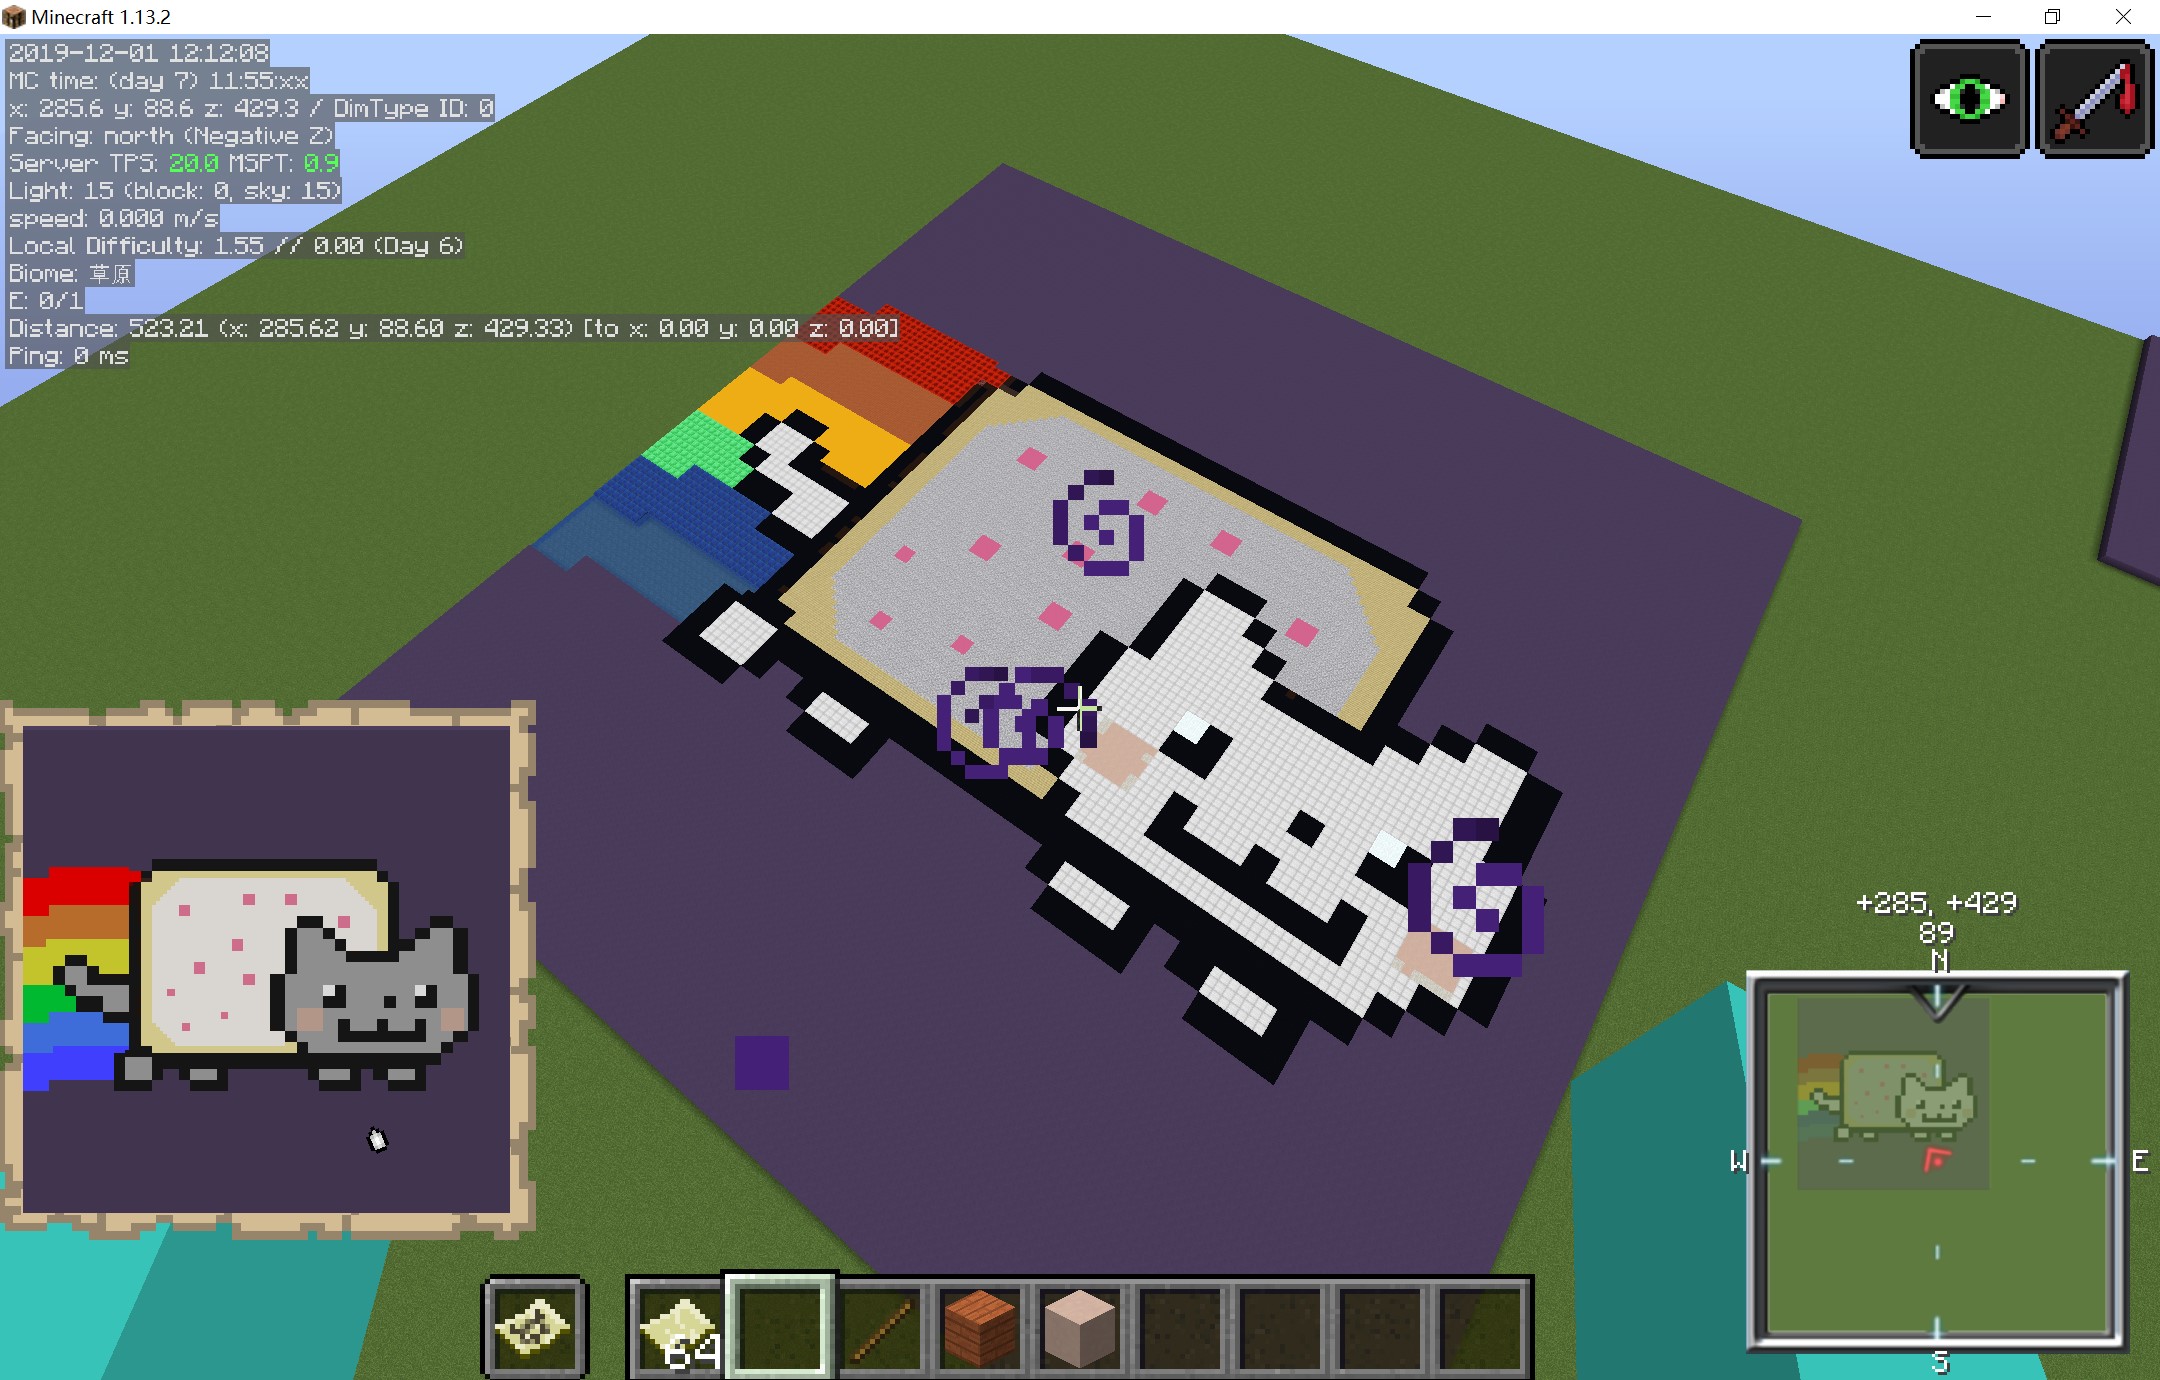 Minecraft 1.13.2
2019-12-01 12:12:08
MC time: (day 7) 11:55:xx
x: 285.6 y: 88.6 z: 429.3 / DimType ID: 0
Facing: north (Negative Z)
Server TPS: 20.0 MSPT: 0.9
Light: 15 (block: 0, sky: 15)
speed: 0.000 m/s
Local Difficulty: 1.55 // 0.00 (Day 6)
Biome: 草原
E: 0/1
Distance: 523.21 (x: 285.62 y: 88.60 z: 429.33) [to x: 0.00 y: 0.00 z: 0.00]
Ping: 0 ms
+285, +429
89
N
W
E
S
64